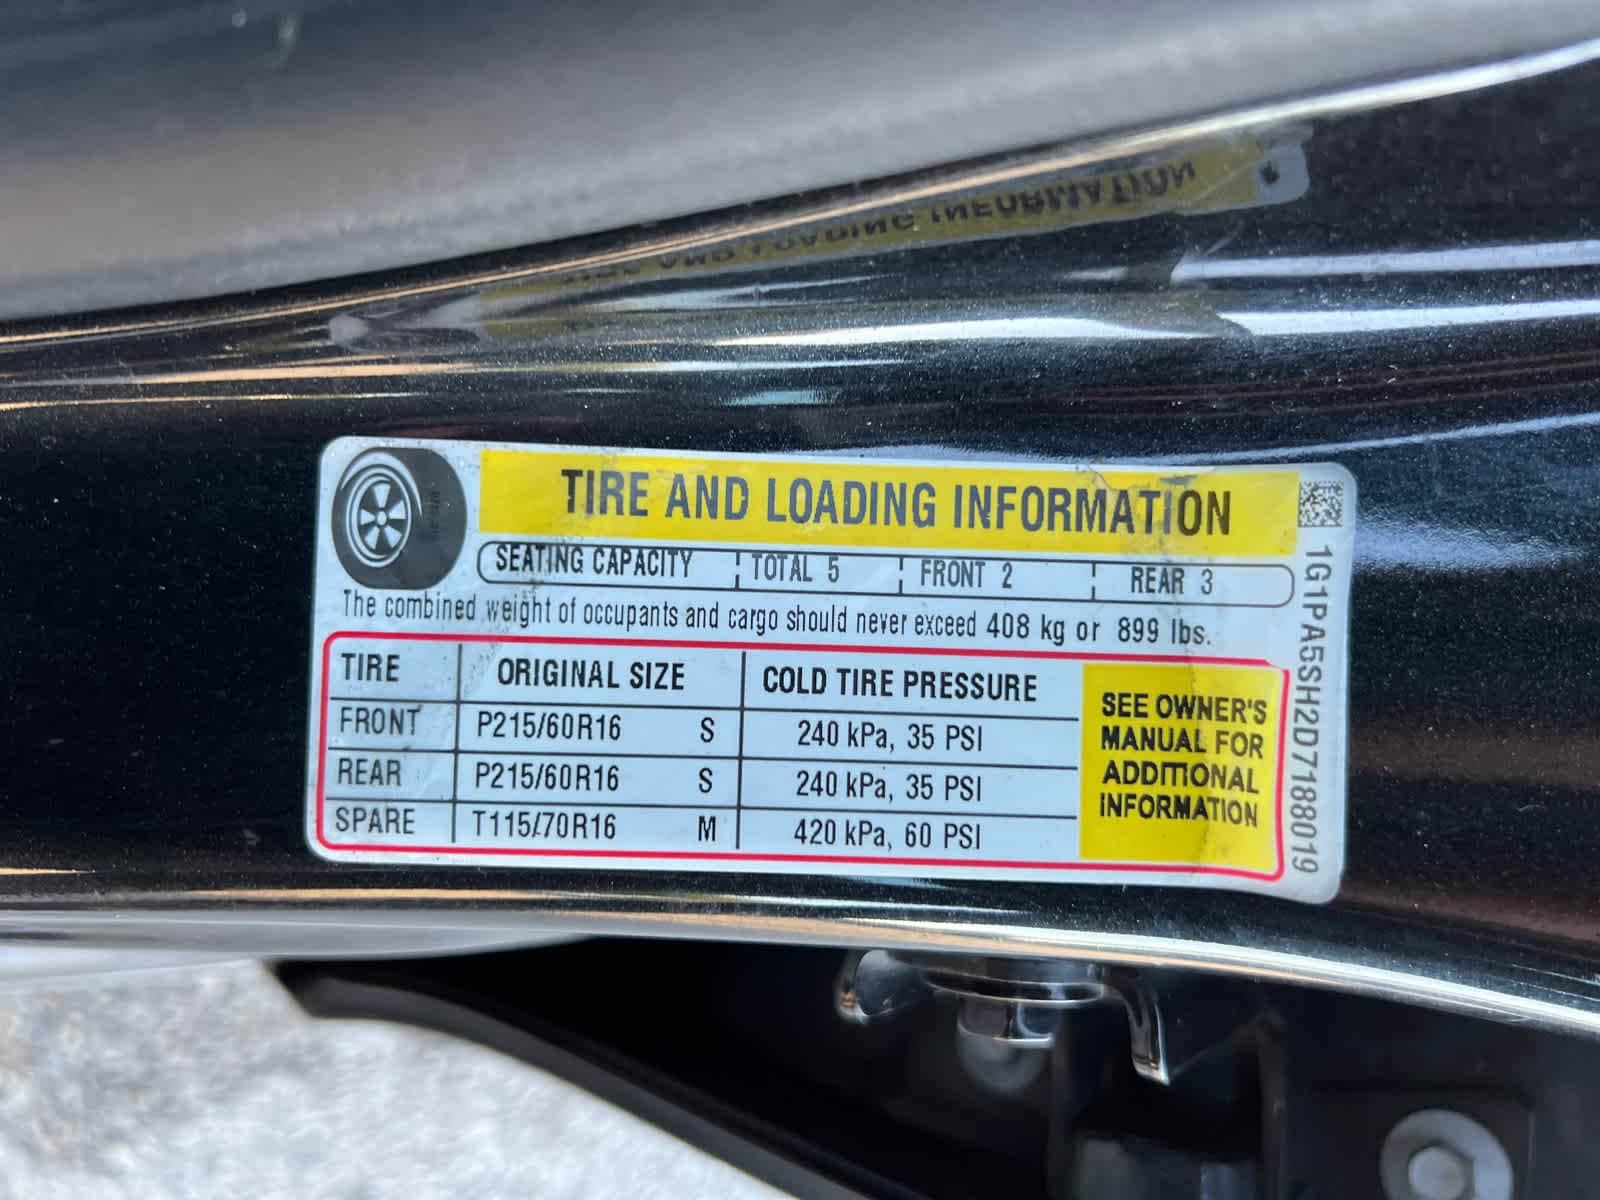 TIRE AND LOADING INFORMATION
SEATING CAPACITY TOTAL 5 FRONT 2 REAR 3
The combined weight of occupants and cargo should never exceed 408 kg or 899 lbs.
TIRE ORIGINAL SIZE COLD TIRE PRESSURE
FRONT P215/60R16 S 240 kPa, 35 PSI
REAR P215/60R16 S 240 kPa, 35 PSI
SPARE T115/70R16 M 420 kPa, 60 PSI
SEE OWNER'S
MANUAL FOR
ADDITIONAL
INFORMATION
1G1PA5SH2D7188019